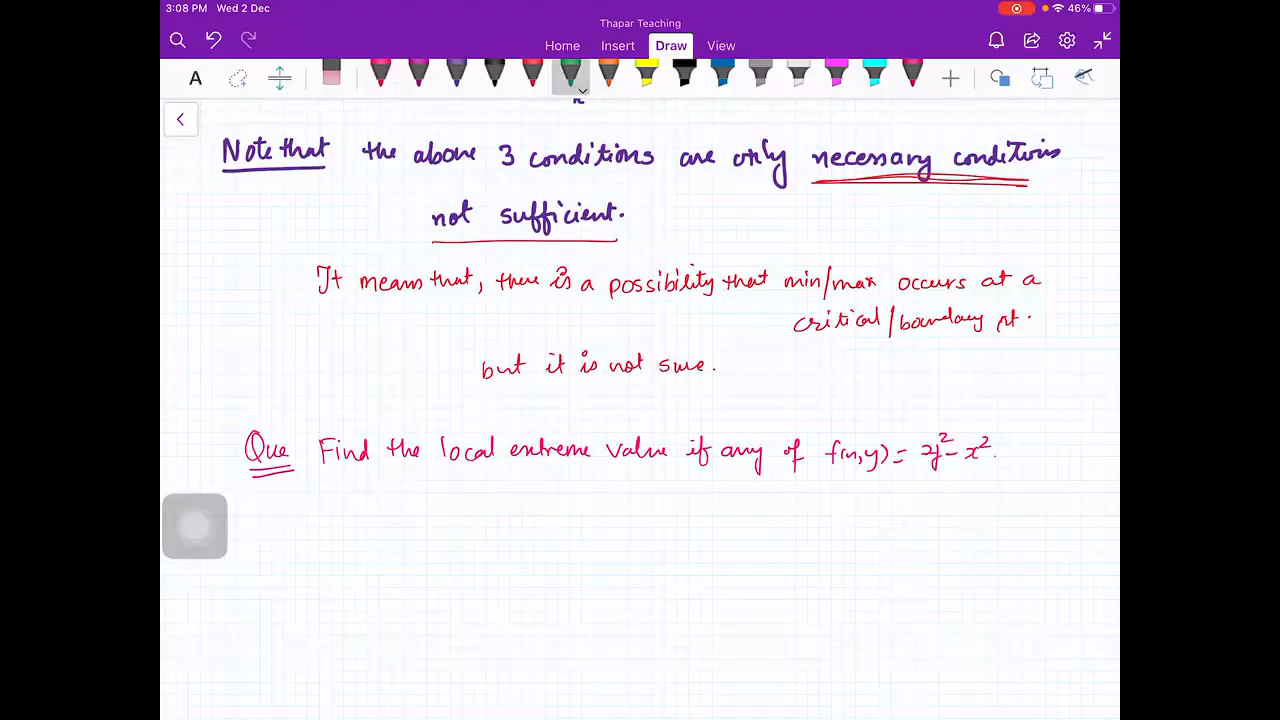 3:08 PM Wed 2 Dec
46%
Thapar Teaching
Home Insert Draw View
A
Note that the above 3 conditions are only necessary conditions
not sufficient.
It means that, there is a possibility that min/max occurs at a
critical/boundary pt.
but it is not sure.
Que Find the local extreme value if any of f(x,y) = y² - x².